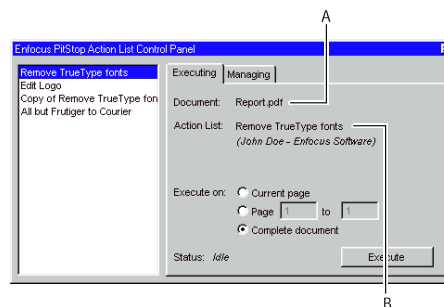 A
Enfocus PitStop Action List Control Panel
Remove TrueType fonts
Edit Logo
Copy of Remove TrueType fon
All but Frutiger to Courier
Executing
Managing
Document: Report.pdf
Action List: Remove TrueType fonts
(John Doe - Enfocus Software)
Execute on: Current page
Page 1 to 1
Complete document
Status: Idle
Execute
B